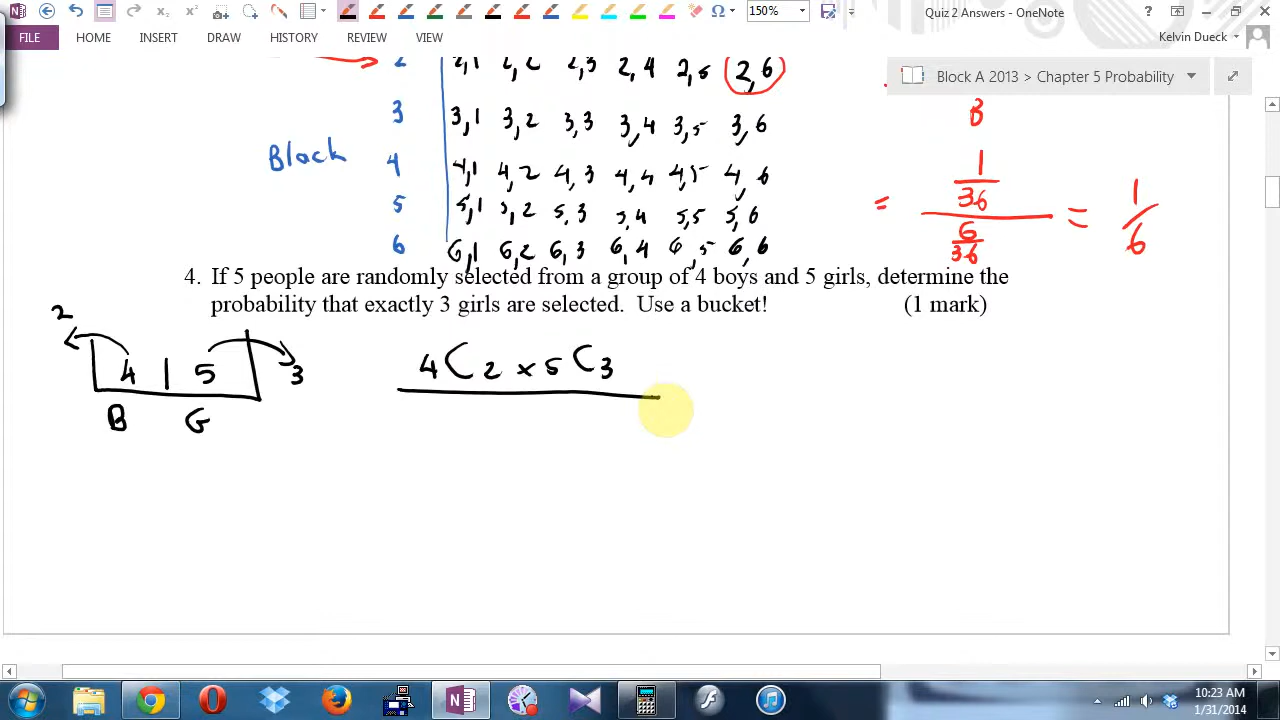 Quiz 2 Answers - OneNote
150%
FILE HOME INSERT DRAW HISTORY REVIEW VIEW
Kelvin Dueck
Block A 2013 > Chapter 5 Probability
2 2,1 2,2 2,3 2,4 2,5 2,6
B
3 3,1 3,2 3,3 3,4 3,5 3,6
Black 4 4,1 4,2 4,3 4,4 4,5 4,6
5 5,1 5,2 5,3 5,4 5,5 5,6
6 6,1 6,2 6,3 6,4 6,5 6,6
= 1/36 / 6/36 = 1/6
4. If 5 people are randomly selected from a group of 4 boys and 5 girls, determine the
probability that exactly 3 girls are selected. Use a bucket! (1 mark)
2
4 | 5 3
B G
4C2 x 5C3
10:23 AM
1/31/2014